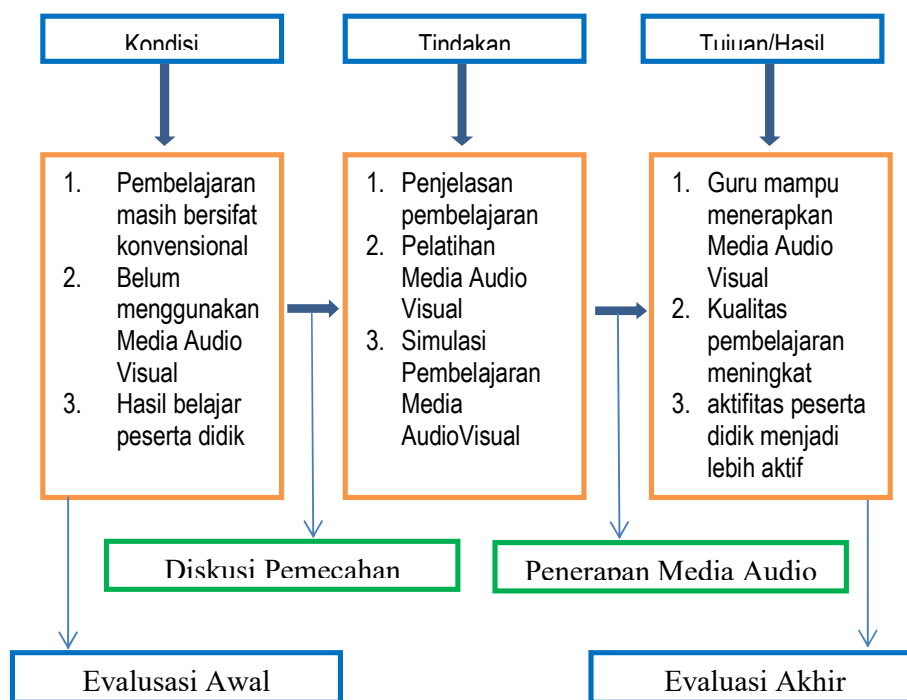 Kondisi
Tindakan
Tujuan/Hasil
1. Pembelajaran
masih bersifat
konvensional
2. Belum
menggunakan
Media Audio
Visual
3. Hasil belajar
peserta didik
1. Penjelasan
pembelajaran
2. Pelatihan
Media Audio
Visual
3. Simulasi
Pembelajaran
Media
AudioVisual
1. Guru mampu
menerapkan
Media Audio
Visual
2. Kualitas
pembelajaran
meningkat
3. aktifitas peserta
didik menjadi
lebih aktif
Diskusi Pemecahan
Penerapan Media Audio
Evalusasi Awal
Evaluasi Akhir